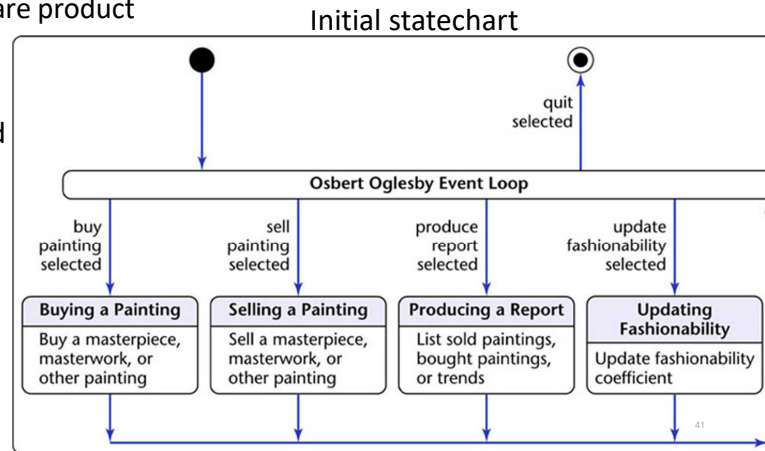 are product
Initial statechart
d
quit
selected
Osbert Oglesby Event Loop
buy
painting
selected
sell
painting
selected
produce
report
selected
update
fashionability
selected
Buying a Painting
Buy a masterpiece,
masterwork, or
other painting
Selling a Painting
Sell a masterpiece,
masterwork, or
other painting
Producing a Report
List sold paintings,
bought paintings,
or trends
Updating
Fashionability
Update fashionability
coefficient
41